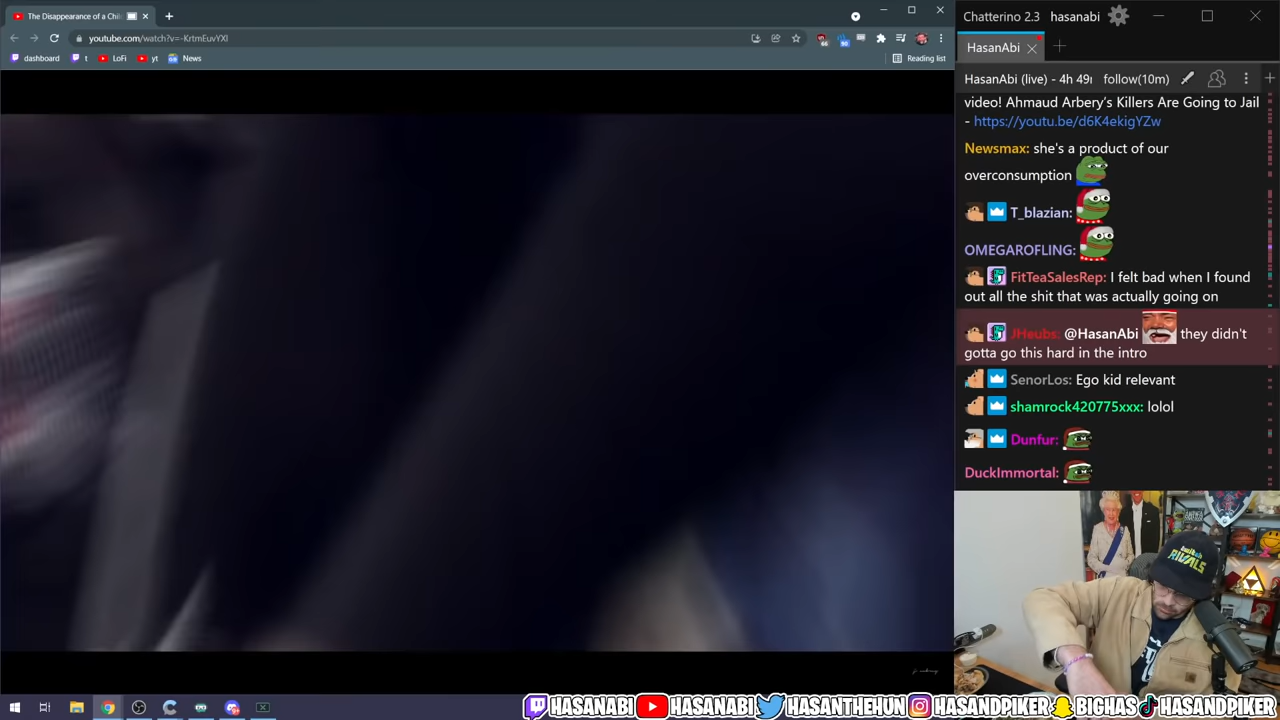 The Disappearance of a Chil
Chatterino 2.3
hasanabi
youtube.com/watch?v=-KrtmEuvYXI
HasanAbi
dashboard
t
LoFi
yt
News
Reading list
HasanAbi (live) - 4h 49
follow(10m)
video! Ahmaud Arbery's Killers Are Going to Jail
- https://youtu.be/d6K4ekigYZw
Newsmax: she's a product of our
overconsumption
T_blazian:
OMEGAROFLING:
FitTeaSalesRep: I felt bad when I found
out all the shit that was actually going on
JHeubs: @HasanAbi they didn't
gotta go this hard in the intro
SenorLos: Ego kid relevant
shamrock420775xxx: lolol
Dunfur:
DuckImmortal:
twitch
RIVALS
HASANABI
HASANABI
HASANTHEHUN
HASANDPIKER
BIGHAS
HASANDPIKER